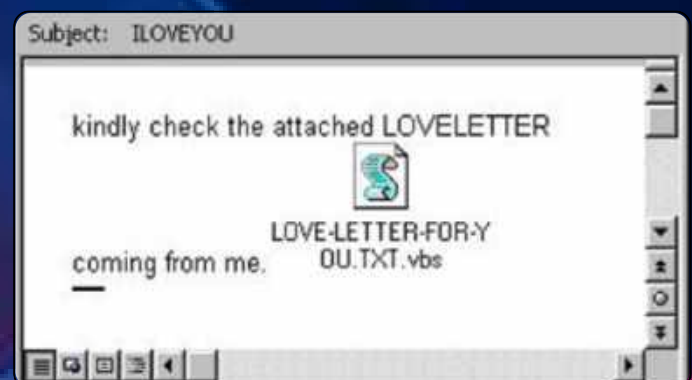 Subject: ILOVEYOU
kindly check the attached LOVELETTER
LOVE-LETTER-FOR-Y
OU.TXT.vbs
coming from me.